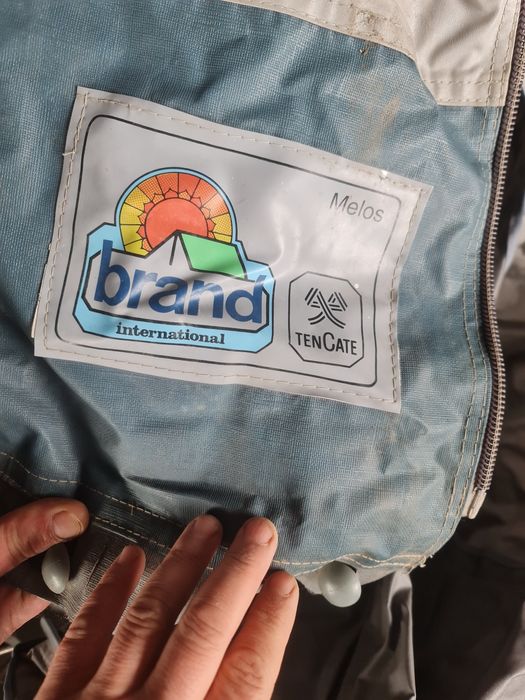 Melos
brand
international
TENCATE